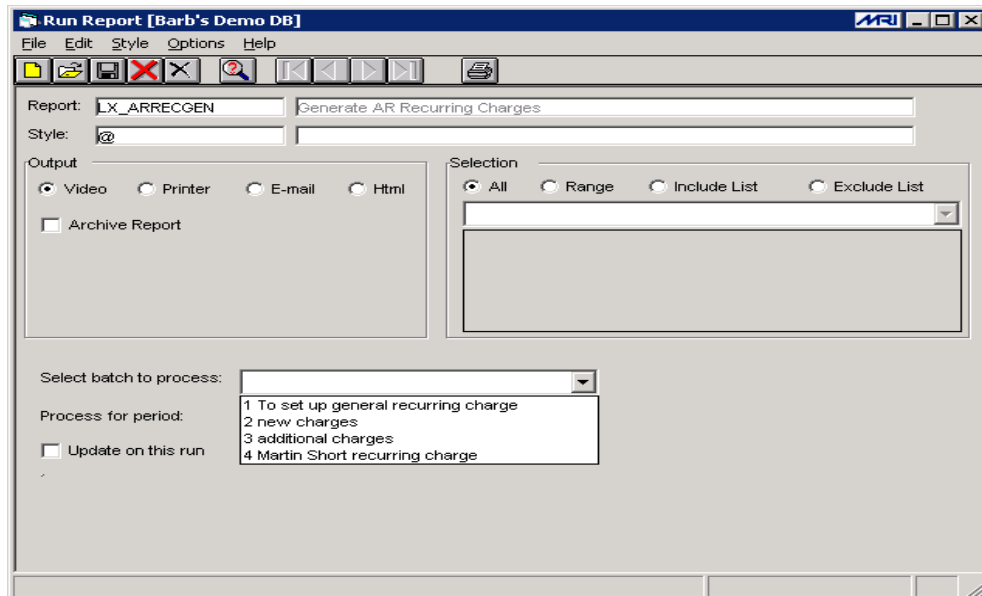 Run Report [Barb's Demo DB]
MRI
File Edit Style Options Help
Report: LX_ARRECGEN Generate AR Recurring Charges
Style: @
Output
Video Printer E-mail Html
Archive Report
Selection
All Range Include List Exclude List
Select batch to process:
1 To set up general recurring charge
2 new charges
3 additional charges
4 Martin Short recurring charge
Process for period:
Update on this run